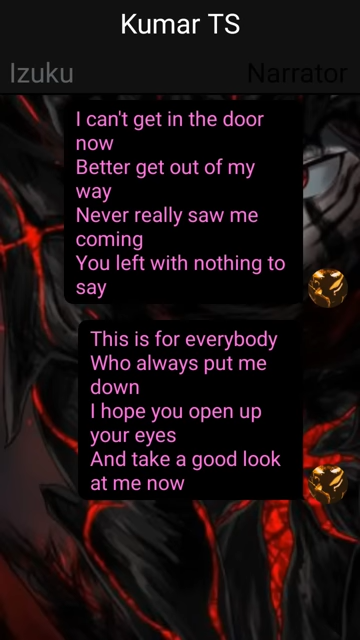 Kumar TS
Izuku
Narrator
I can't get in the door
now
Better get out of my
way
Never really saw me
coming
You left with nothing to
say
This is for everybody
Who always put me
down
I hope you open up
your eyes
And take a good look
at me now